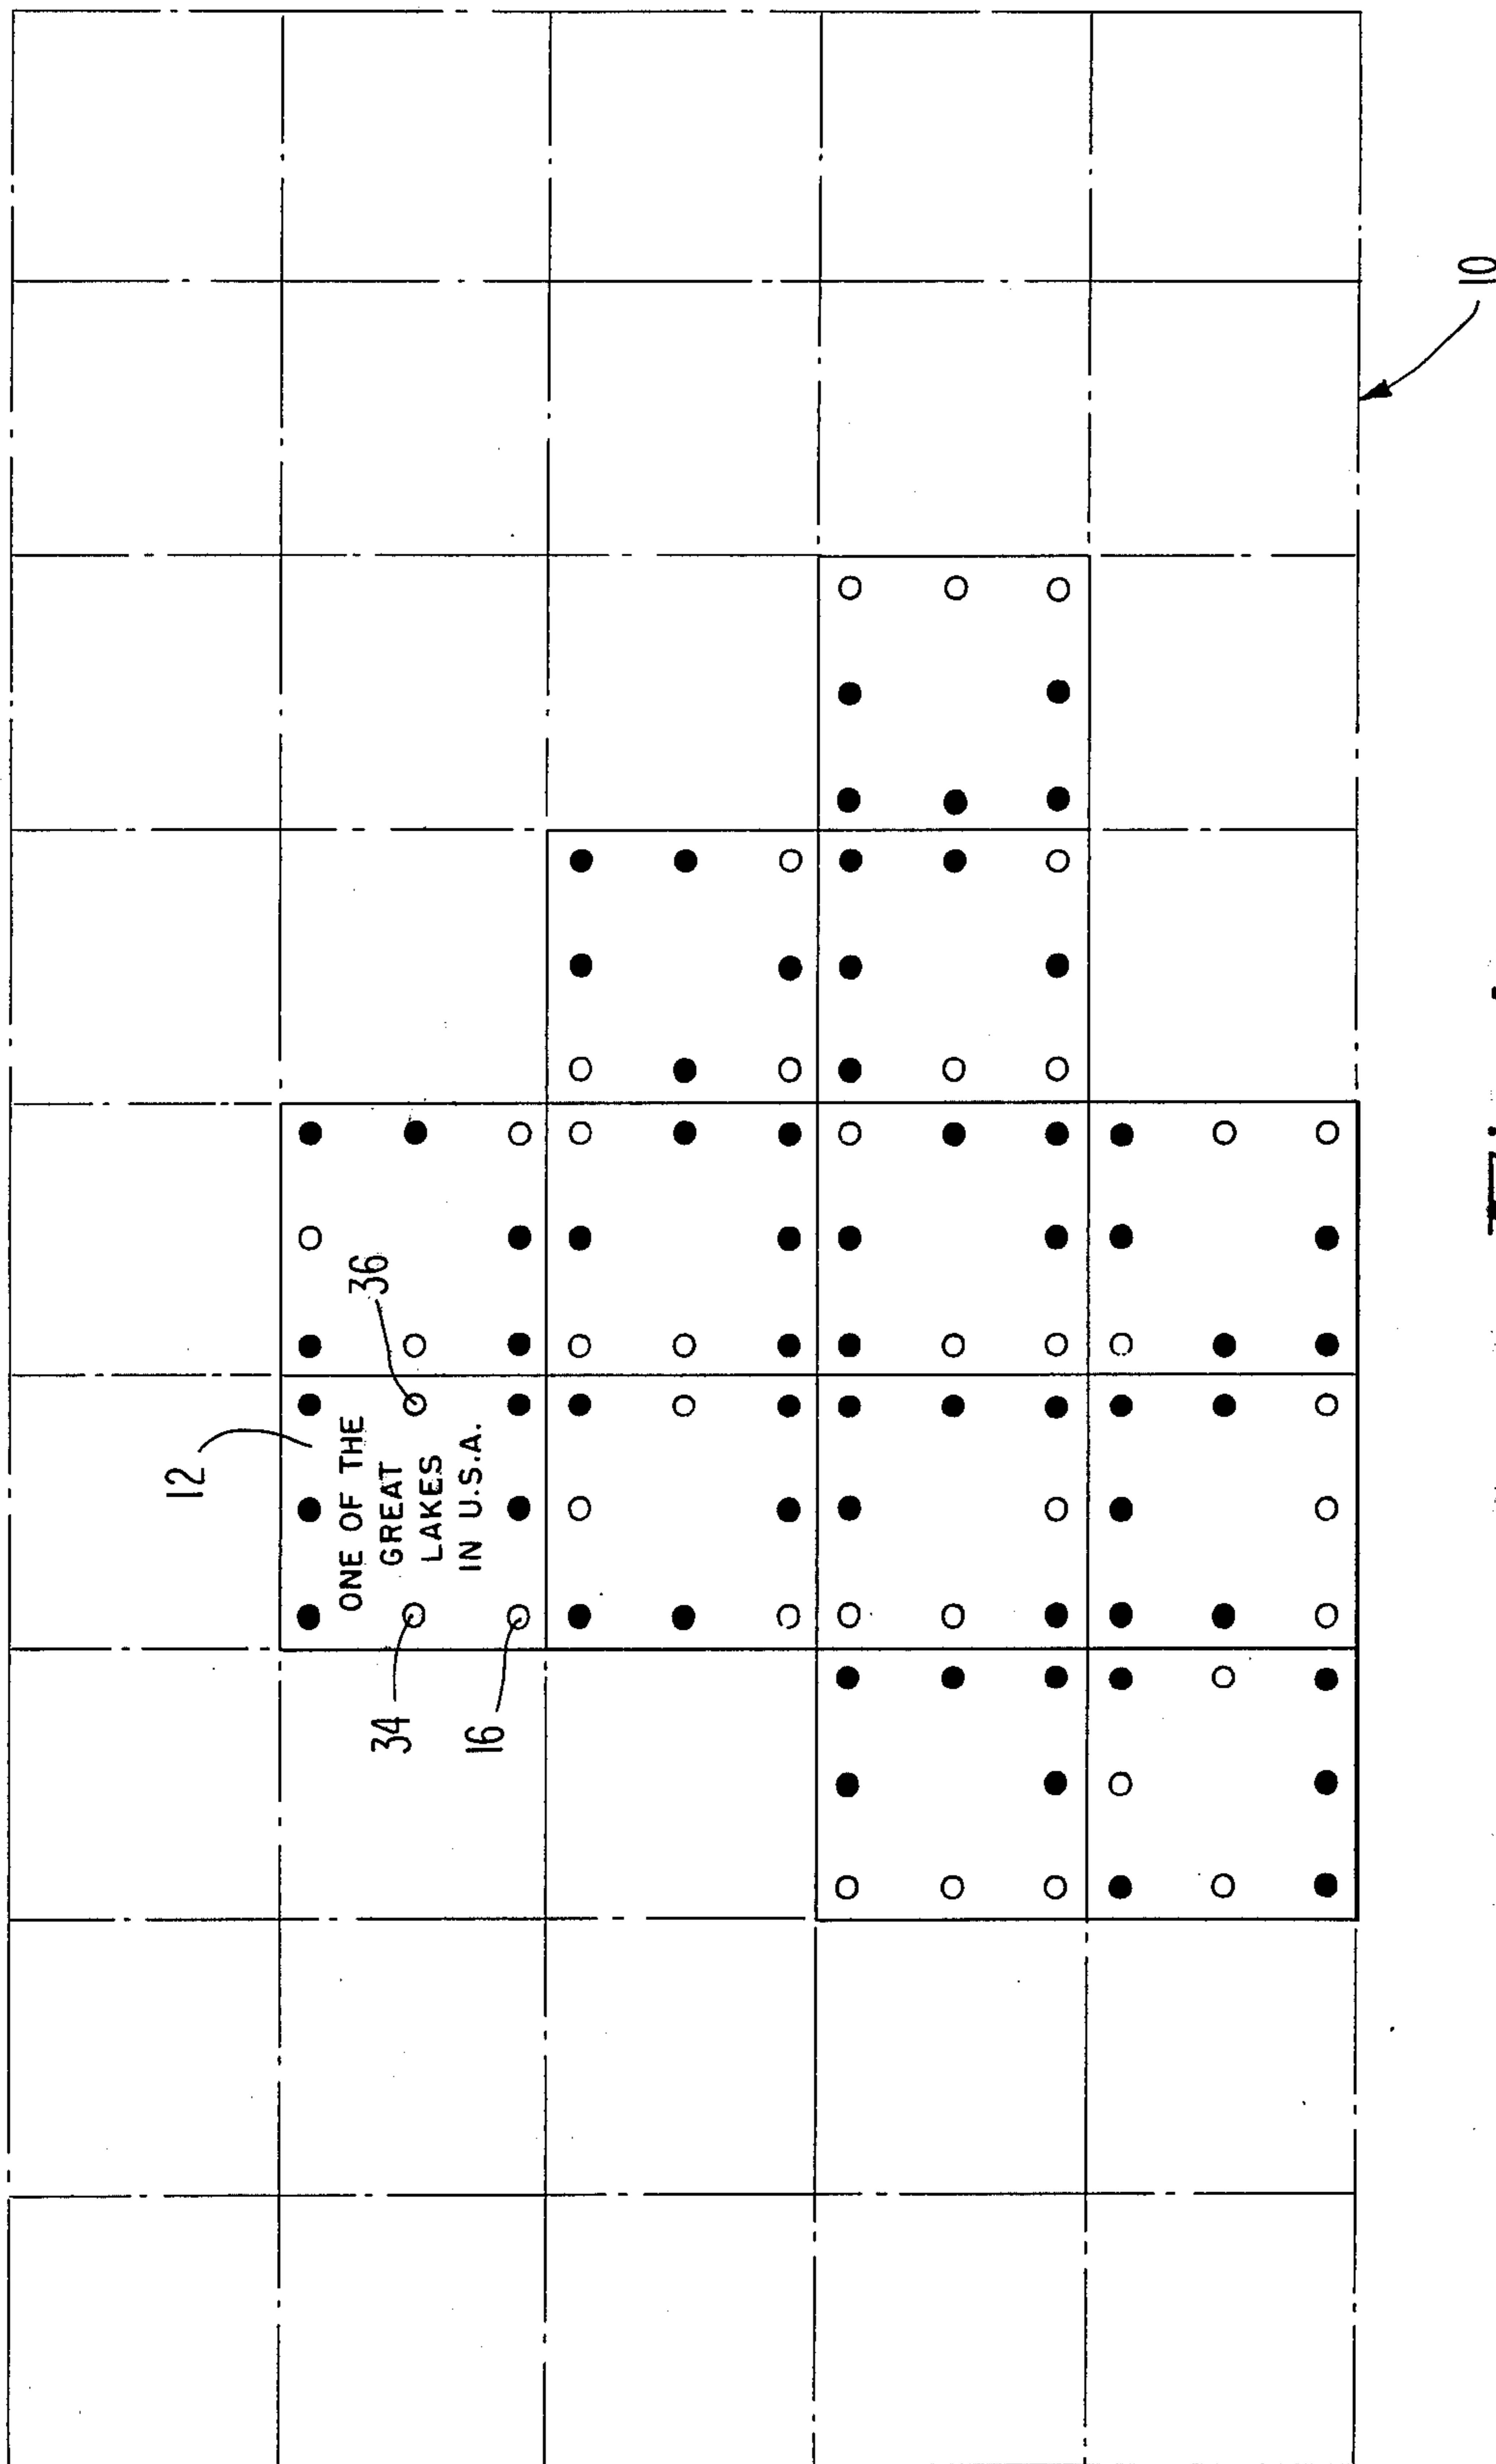 12
ONE OF THE
GREAT
LAKES
IN U.S.A.
36
34
16
10